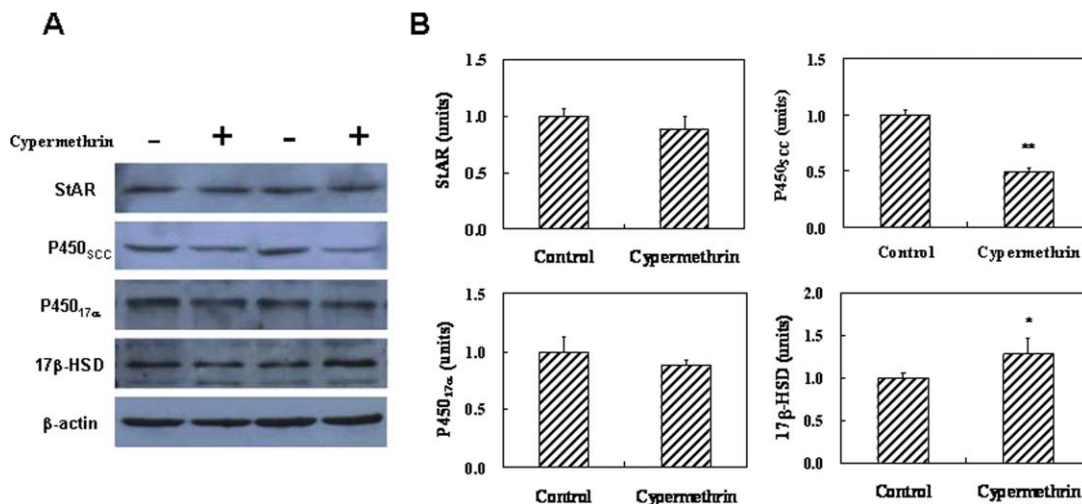 A
Cypermethrin - + - +
StAR
P450SCC
P45017α
17β-HSD
β-actin
B
StAR (units)
1.5
1.0
0.5
0.0
Control Cypermethrin
P450SCC (units)
1.5
1.0
0.5
0.0
**
Control Cypermethrin
P45017α (units)
1.5
1.0
0.5
0.0
Control Cypermethrin
17β-HSD (units)
2.0
1.5
1.0
0.5
0.0
*
Control Cypermethrin